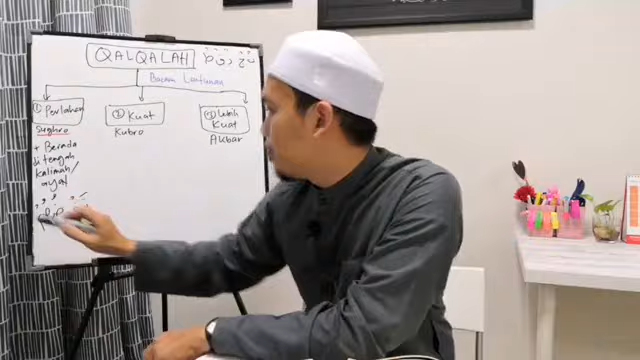 QALQALAH
Bacaan Lantunan
① Perlahan
Sughro
+ Berada
di tengah
kalimah/
ayat
② Kuat
Kubro
③ Lebih
Kuat
Akbar